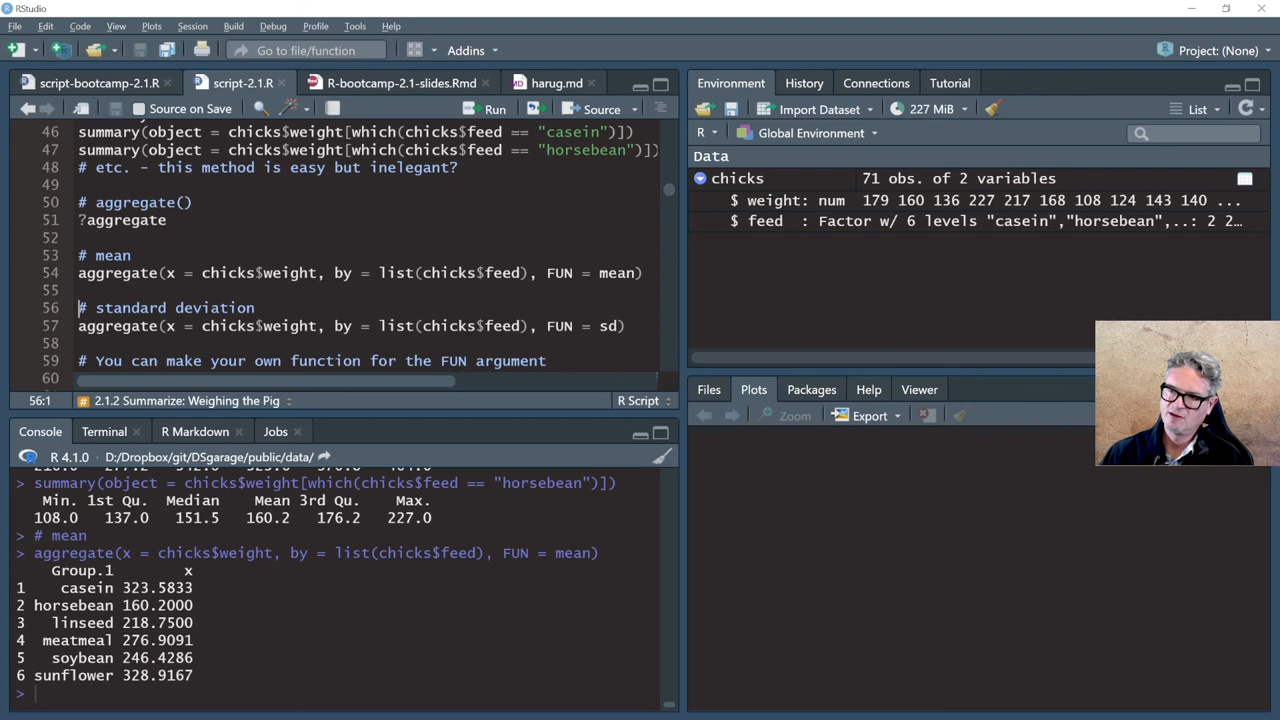 RStudio
File Edit Code View Plots Session Build Debug Profile Tools Help
Go to file/function Addins Project: (None)
script-bootcamp-2.1.R script-2.1.R R-bootcamp-2.1-slides.Rmd harug.md
Source on Save Run Source
46 summary(object = chicks$weight[which(chicks$feed == "casein")])
47 summary(object = chicks$weight[which(chicks$feed == "horsebean")])
48 # etc. - this method is easy but inelegant?
49
50 # aggregate()
51 ?aggregate
52
53 # mean
54 aggregate(x = chicks$weight, by = list(chicks$feed), FUN = mean)
55
56 # standard deviation
57 aggregate(x = chicks$weight, by = list(chicks$feed), FUN = sd)
58
59 # You can make your own function for the FUN argument
60
56:1 2.1.2 Summarize: Weighing the Pig R Script
Console Terminal R Markdown Jobs
R 4.1.0 D:/Dropbox/git/DSgarage/public/data/
> summary(object = chicks$weight[which(chicks$feed == "horsebean")])
Min. 1st Qu. Median Mean 3rd Qu. Max.
108.0 137.0 151.5 160.2 176.2 227.0
> # mean
> aggregate(x = chicks$weight, by = list(chicks$feed), FUN = mean)
Group.1 x
1 casein 323.5833
2 horsebean 160.2000
3 linseed 218.7500
4 meatmeal 276.9091
5 soybean 246.4286
6 sunflower 328.9167
>
Environment History Connections Tutorial
Import Dataset 227 MiB List
R Global Environment
Data
chicks 71 obs. of 2 variables
$ weight: num 179 160 136 227 217 168 108 124 143 140 ...
$ feed : Factor w/ 6 levels "casein","horsebean",..: 2 2…
Files Plots Packages Help Viewer
Zoom Export